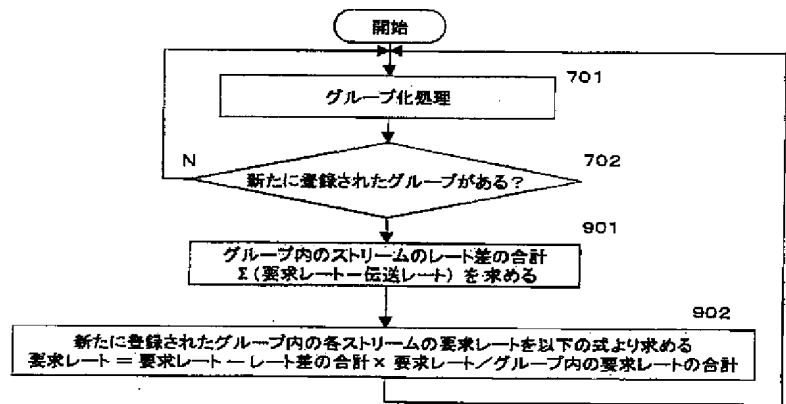 開始
701
グループ化処理
N
702
新たに登録されたグループがある？
901
グループ内のストリームのレート差の合計
Σ（要求レートー伝送レート）を求める
902
新たに登録されたグループ内の各ストリームの要求レートを以下の式より求める
要求レート＝要求レートーレート差の合計×要求レート／グループ内の要求レートの合計